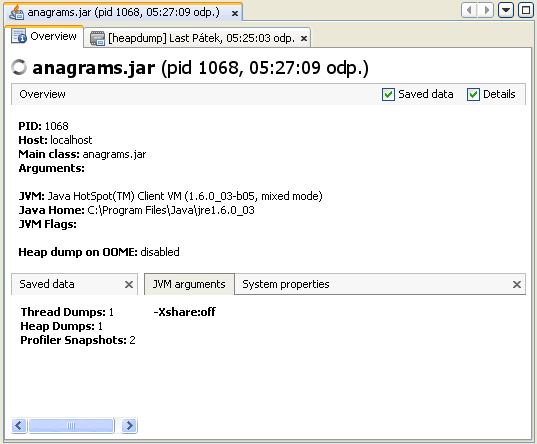 anagrams.jar (pid 1068, 05:27:09 odp.)
Overview [heapdump] Last Pátek, 05:25:03 odp.
anagrams.jar (pid 1068, 05:27:09 odp.)
Overview Saved data Details
PID: 1068
Host: localhost
Main class: anagrams.jar
Arguments:
JVM: Java HotSpot(TM) Client VM (1.6.0_03-b05, mixed mode)
Java Home: C:\Program Files\Java\jre1.6.0_03
JVM Flags:
Heap dump on OOME: disabled
Saved data JVM arguments System properties
Thread Dumps: 1 -Xshare:off
Heap Dumps: 1
Profiler Snapshots: 2